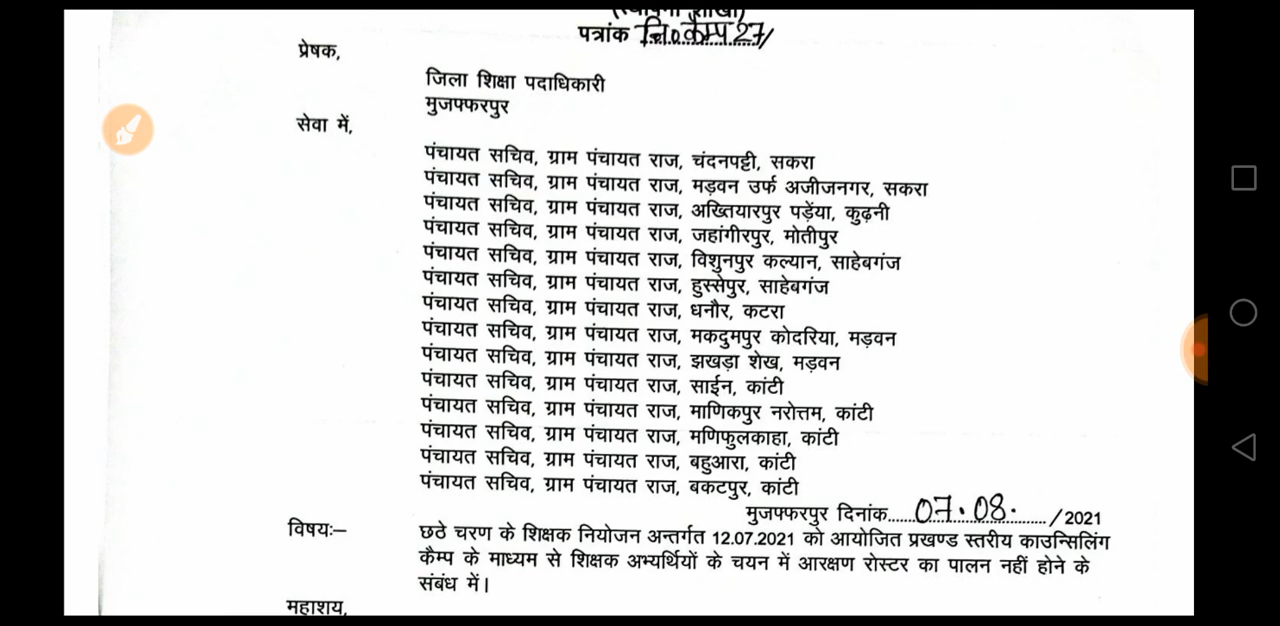 (स्थापना शाखा)
पत्रांक नि०कैम्प 27/
प्रेषक,
जिला शिक्षा पदाधिकारी
मुजफ्फरपुर
सेवा में,
पंचायत सचिव, ग्राम पंचायत राज, चंदनपट्टी, सकरा
पंचायत सचिव, ग्राम पंचायत राज, मड़वन उर्फ अजीजनगर, सकरा
पंचायत सचिव, ग्राम पंचायत राज, अख्तियारपुर पड़ेंया, कुढ़नी
पंचायत सचिव, ग्राम पंचायत राज, जहांगीरपुर, मोतीपुर
पंचायत सचिव, ग्राम पंचायत राज, विशुनपुर कल्यान, साहेबगंज
पंचायत सचिव, ग्राम पंचायत राज, हुस्सेपुर, साहेबगंज
पंचायत सचिव, ग्राम पंचायत राज, धनौर, कटरा
पंचायत सचिव, ग्राम पंचायत राज, मकदुमपुर कोदरिया, मड़वन
पंचायत सचिव, ग्राम पंचायत राज, झखड़ा शेख, मड़वन
पंचायत सचिव, ग्राम पंचायत राज, साईन, कांटी
पंचायत सचिव, ग्राम पंचायत राज, माणिकपुर नरोत्तम, कांटी
पंचायत सचिव, ग्राम पंचायत राज, मणिफुलकाहा, कांटी
पंचायत सचिव, ग्राम पंचायत राज, बहुआरा, कांटी
पंचायत सचिव, ग्राम पंचायत राज, बकटपुर, कांटी
मुजफ्फरपुर दिनांक......07.08......../2021
विषयः– छठे चरण के शिक्षक नियोजन अन्तर्गत 12.07.2021 को आयोजित प्रखण्ड स्तरीय काउन्सिलिंग
कैम्प के माध्यम से शिक्षक अभ्यर्थियों के चयन में आरक्षण रोस्टर का पालन नहीं होने के
संबंध में।
महाशय,